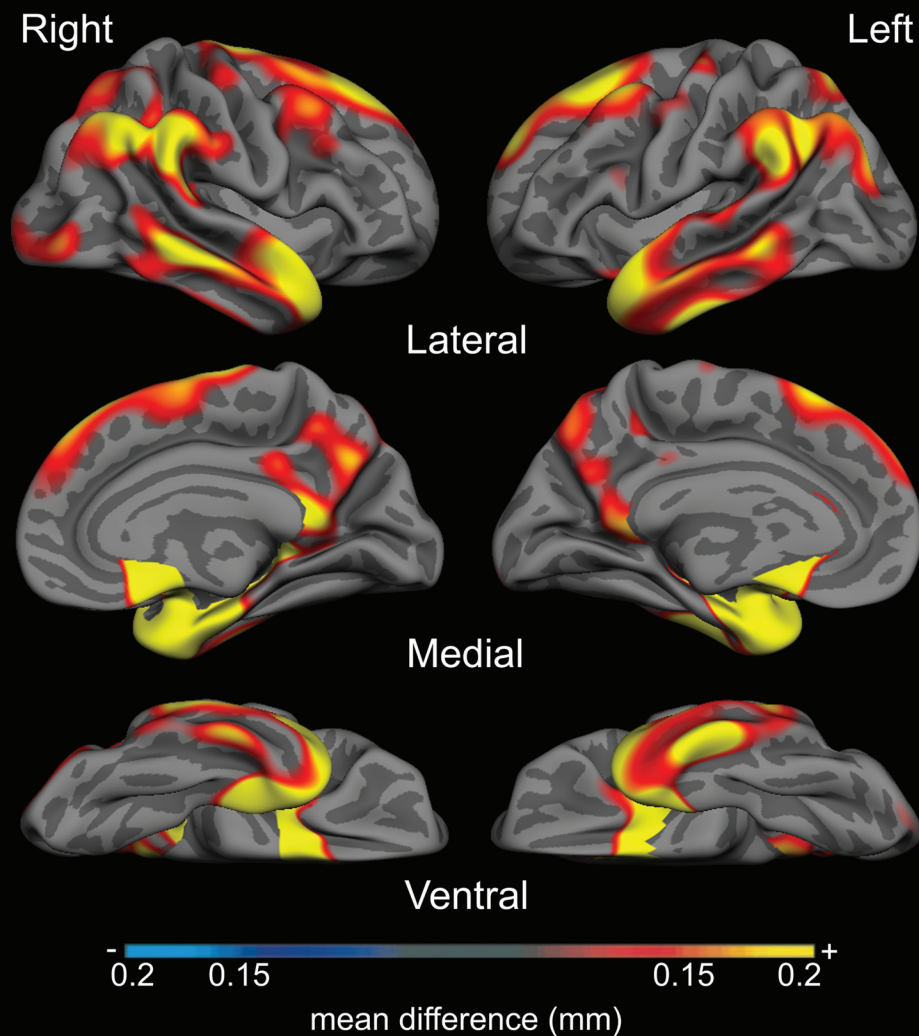 Right Left
Lateral
Medial
Ventral
- +
0.2 0.15 0.15 0.2
mean difference (mm)